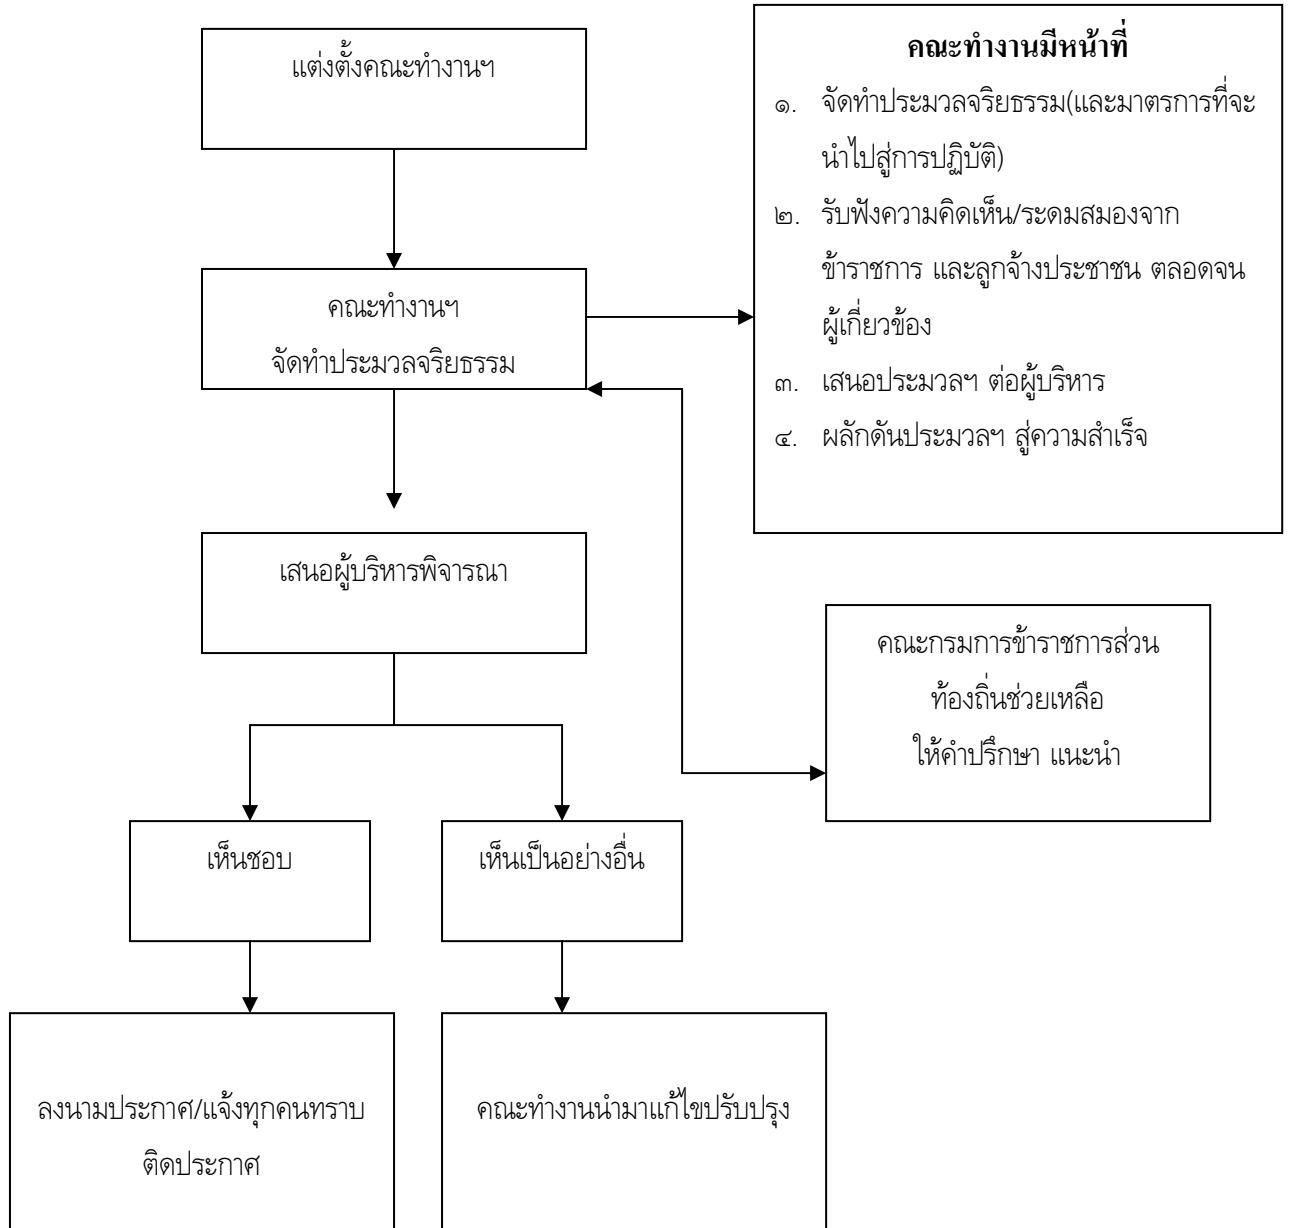 แต่งตั้งคณะทำงานฯ
คณะทำงานมีหน้าที่
๑. จัดทำประมวลจริยธรรม(และมาตรการที่จะ
นำไปสู่การปฏิบัติ)
๒. รับฟังความคิดเห็น/ระดมสมองจาก
ข้าราชการ และลูกจ้างประชาชน ตลอดจน
ผู้เกี่ยวข้อง
๓. เสนอประมวลฯ ต่อผู้บริหาร
๔. ผลักดันประมวลฯ สู่ความสำเร็จ
คณะทำงานฯ
จัดทำประมวลจริยธรรม
เสนอผู้บริหารพิจารณา
คณะกรมการข้าราชการส่วน
ท้องถิ่นช่วยเหลือ
ให้คำปรึกษา แนะนำ
เห็นชอบ
เห็นเป็นอย่างอื่น
ลงนามประกาศ/แจ้งทุกคนทราบ
ติดประกาศ
คณะทำงานนำมาแก้ไขปรับปรุง